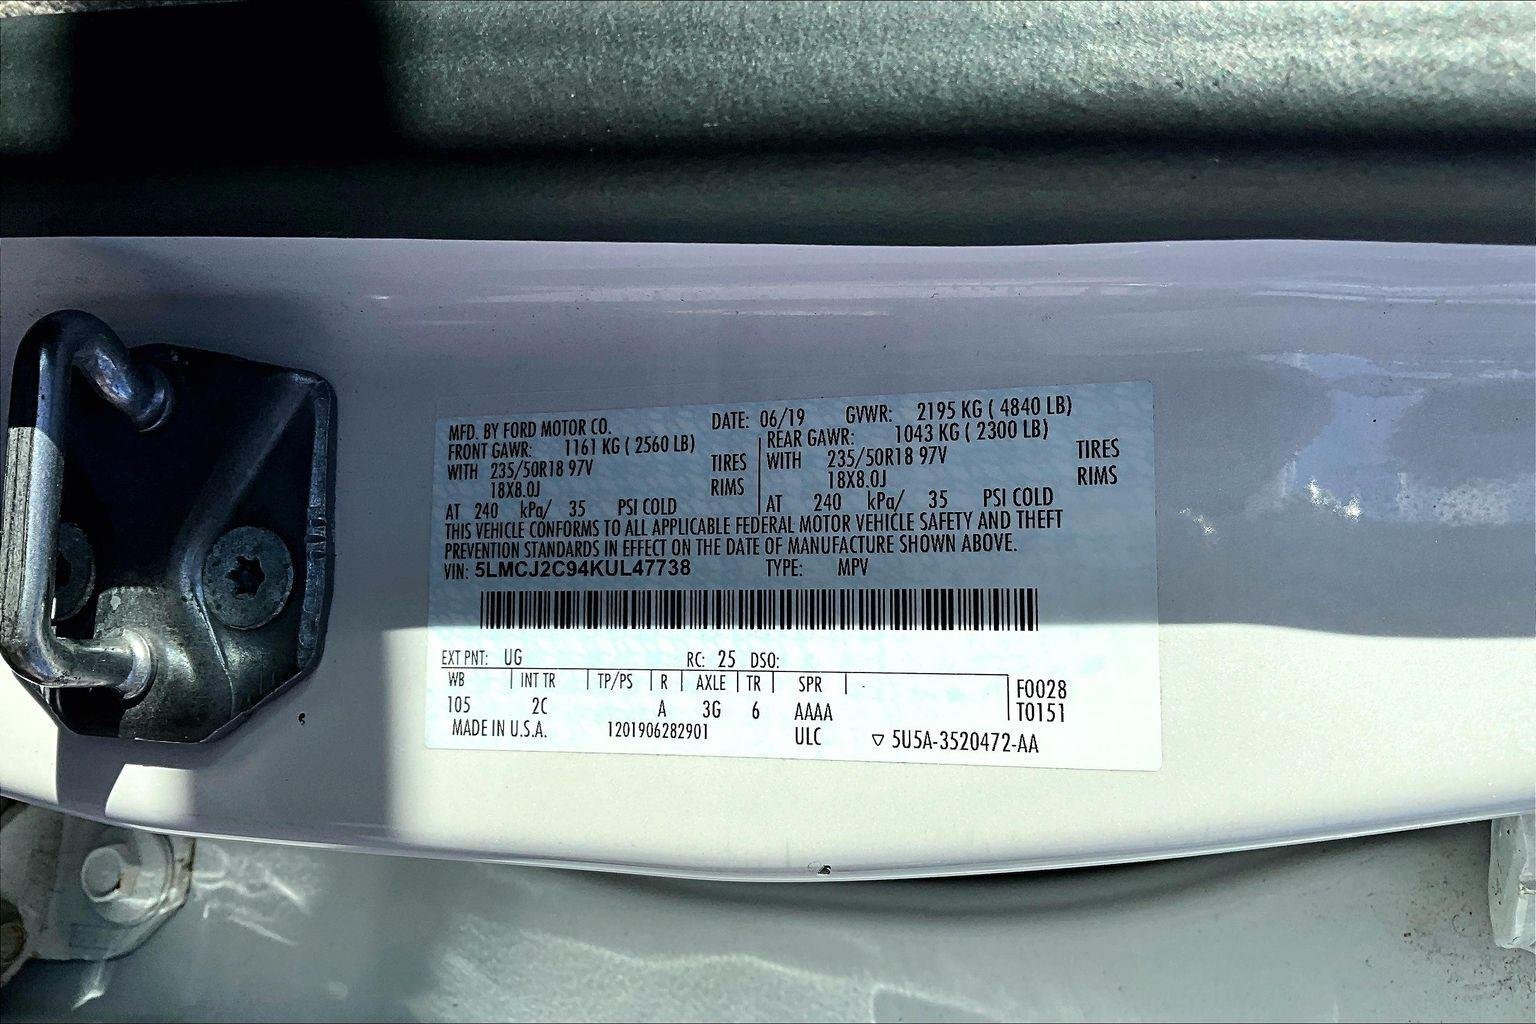 MFD. BY FORD MOTOR CO. DATE: 06/19 GVWR: 2195 KG ( 4840 LB)
FRONT GAWR: 1161 KG ( 2560 LB) REAR GAWR: 1043 KG ( 2300 LB)
WITH 235/50R18 97V TIRES WITH 235/50R18 97V TIRES
18X8.0J RIMS 18X8.0J RIMS
AT 240 kPa/ 35 PSI COLD AT 240 kPa/ 35 PSI COLD
THIS VEHICLE CONFORMS TO ALL APPLICABLE FEDERAL MOTOR VEHICLE SAFETY AND THEFT
PREVENTION STANDARDS IN EFFECT ON THE DATE OF MANUFACTURE SHOWN ABOVE.
VIN: 5LMCJ2C94KUL47738 TYPE: MPV
EXT PNT: UG RC: 25 DSO:
WB INT TR TP/PS R AXLE TR SPR F0028
105 2C A 3G 6 AAAA T0151
MADE IN U.S.A. 1201906282901 ULC ▽ 5U5A-3520472-AA